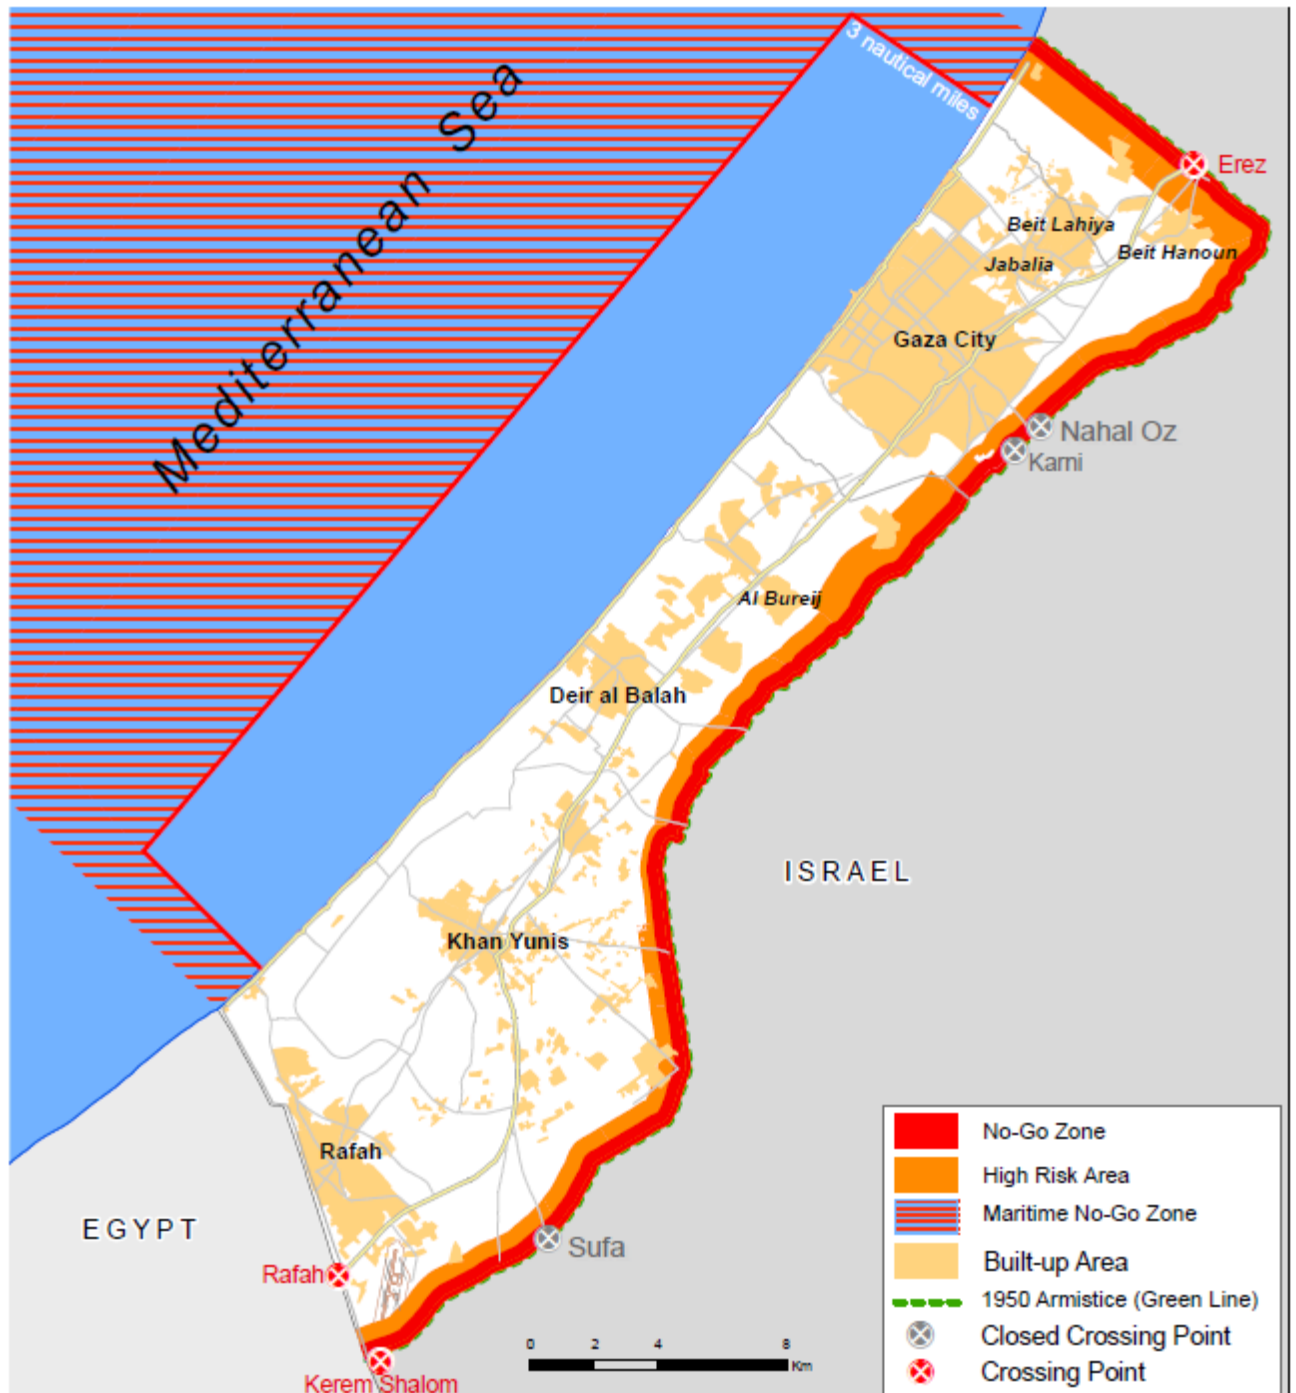 3 nautical miles
Mediterranean Sea
Erez
Beit Lahiya
Beit Hanoun
Jabalia
Gaza City
Nahal Oz
Karni
Al Bureij
Deir al Balah
ISRAEL
Khan Yunis
Rafah
EGYPT
Sufa
Rafah
Kerem Shalom
0 2 4 8
Km
No-Go Zone
High Risk Area
Maritime No-Go Zone
Built-up Area
1950 Armistice (Green Line)
Closed Crossing Point
Crossing Point